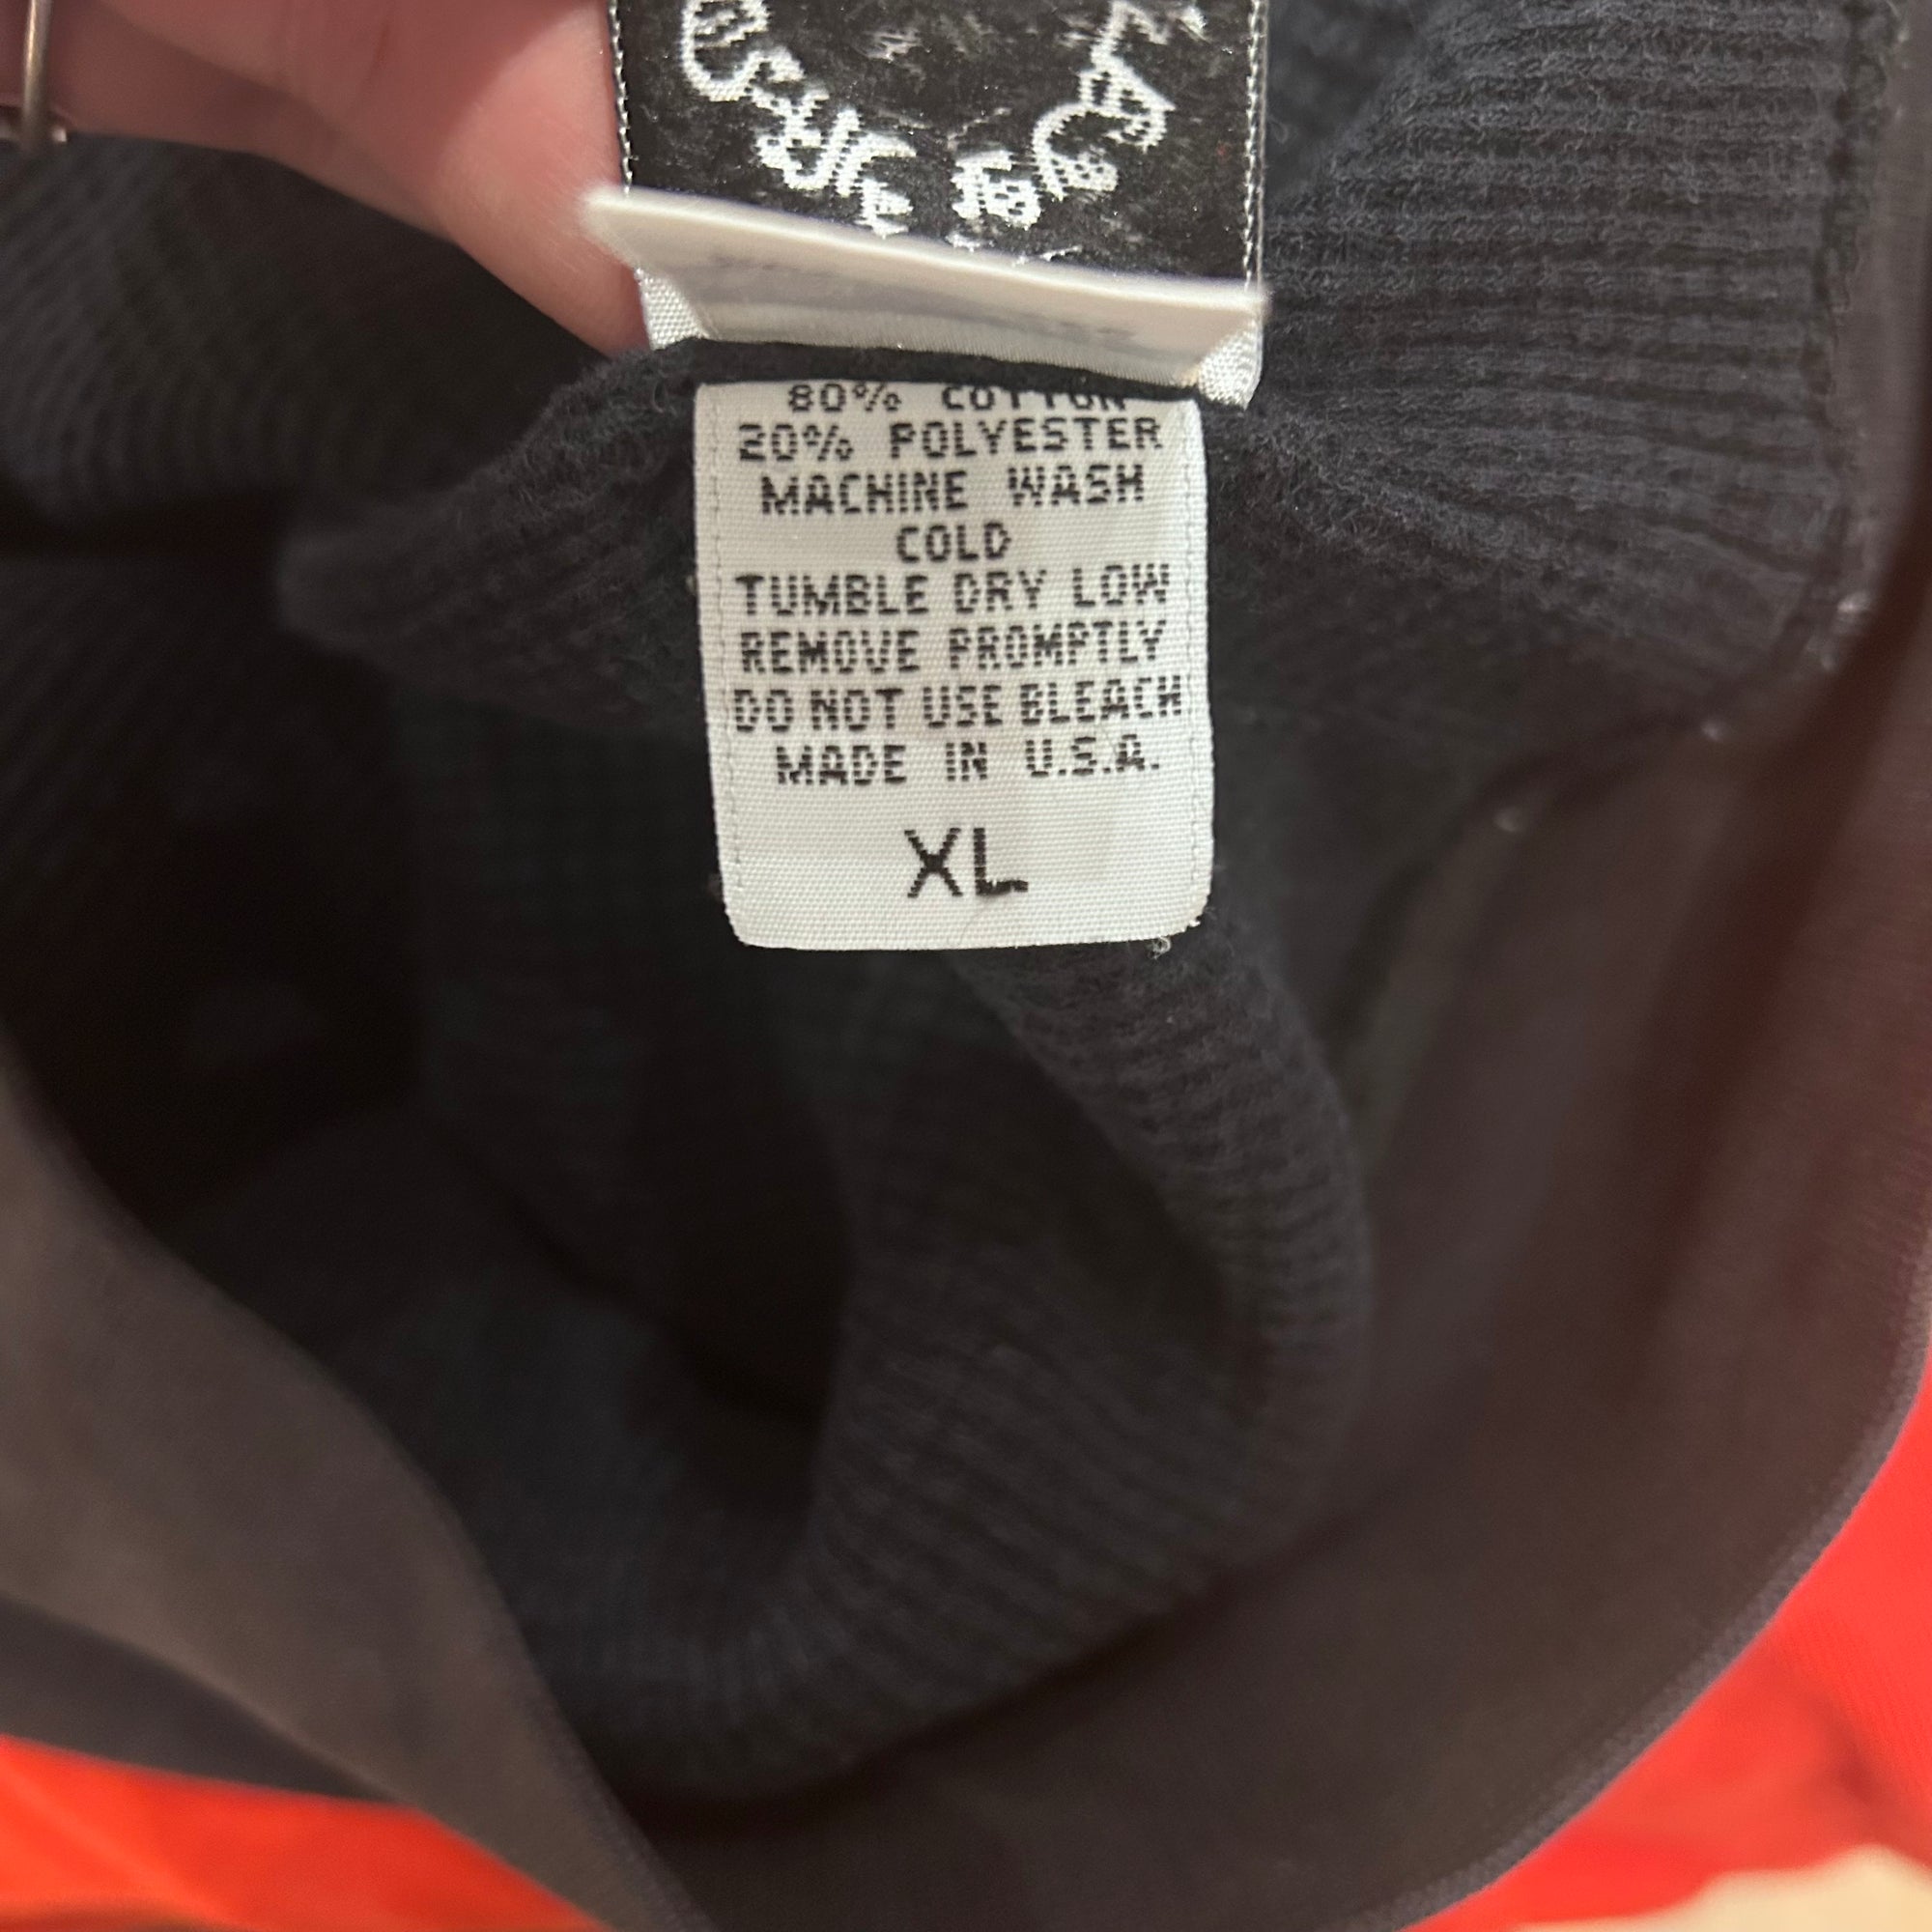 80% COTTON
20% POLYESTER
MACHINE WASH
COLD
TUMBLE DRY LOW
REMOVE PROMPTLY
DO NOT USE BLEACH
MADE IN U.S.A.
XL